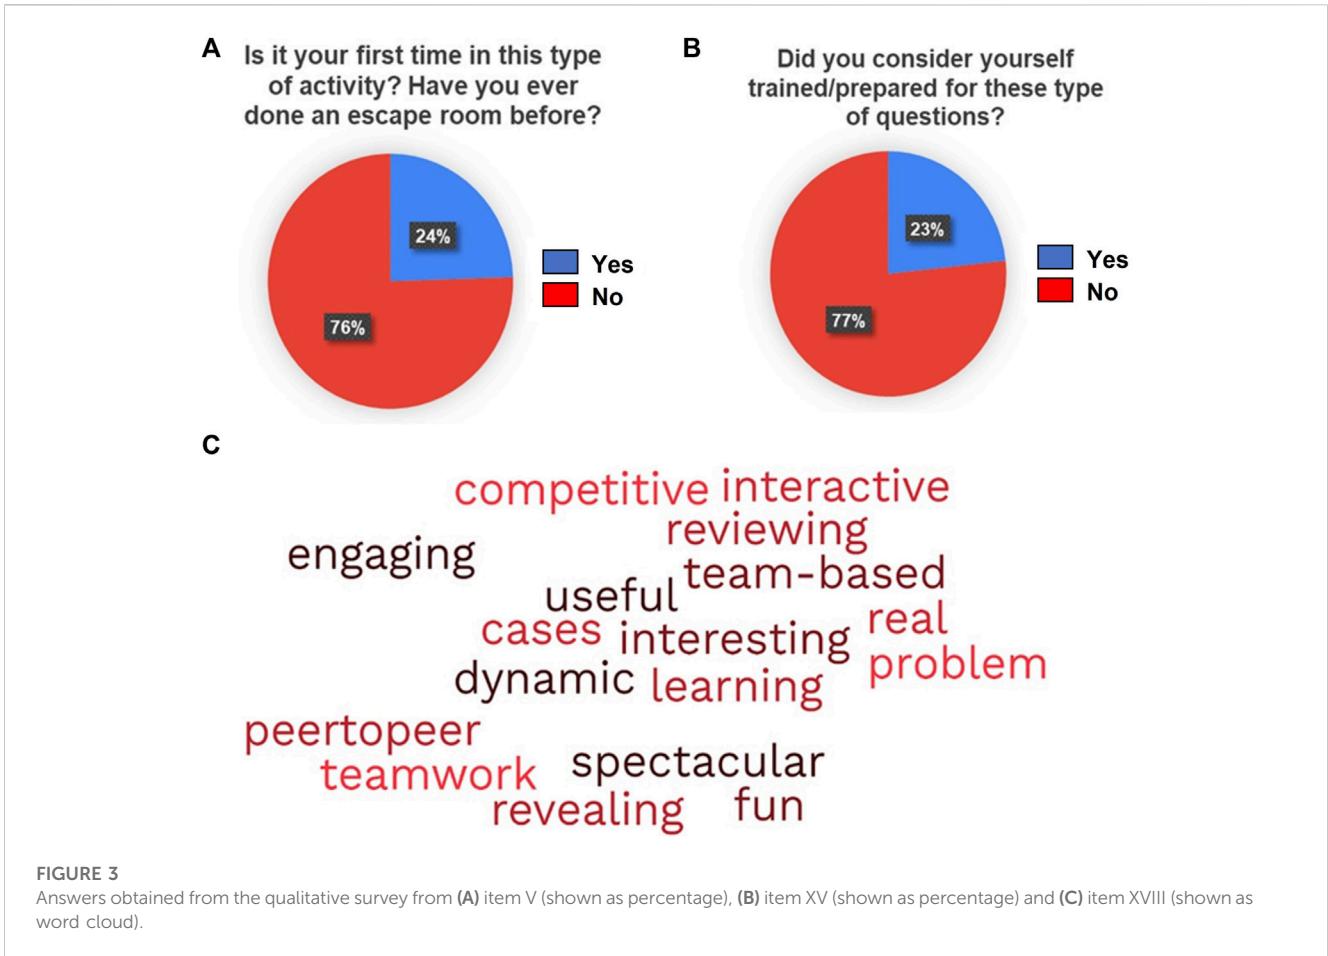 A
Is it your first time in this type
of activity? Have you ever
done an escape room before?
24%
76%
Yes
No
B
Did you consider yourself
trained/prepared for these type
of questions?
23%
77%
Yes
No
C
competitive interactive
reviewing
engaging
team-based
useful
real
cases interesting
problem
dynamic learning
peertopeer
spectacular
teamwork
revealing fun
FIGURE 3
Answers obtained from the qualitative survey from (A) item V (shown as percentage), (B) item XV (shown as percentage) and (C) item XVIII (shown as
word cloud).